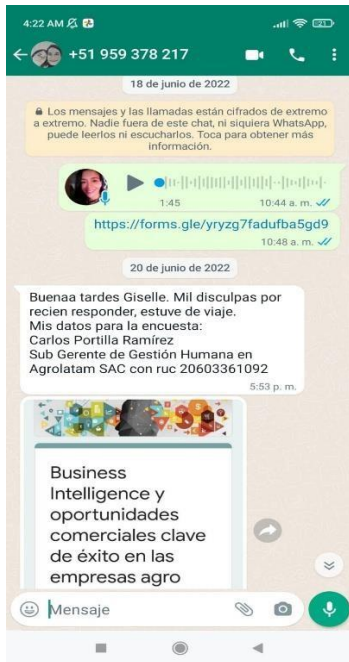 4:22 AM
+51 959 378 217
18 de junio de 2022
Los mensajes y las llamadas están cifrados de extremo
a extremo. Nadie fuera de este chat, ni siquiera WhatsApp,
puede leerlos ni escucharlos. Toca para obtener más
información.
1:45
10:44 a. m.
https://forms.gle/yryzg7fadufba5gd9
10:48 a. m.
20 de junio de 2022
Buenaa tardes Giselle. Mil disculpas por
recien responder, estuve de viaje.
Mis datos para la encuesta:
Carlos Portilla Ramírez
Sub Gerente de Gestión Humana en
Agrolatam SAC con ruc 20603361092
5:53 p. m.
Business
Intelligence y
oportunidades
comerciales clave
de éxito en las
empresas agro
Mensaje